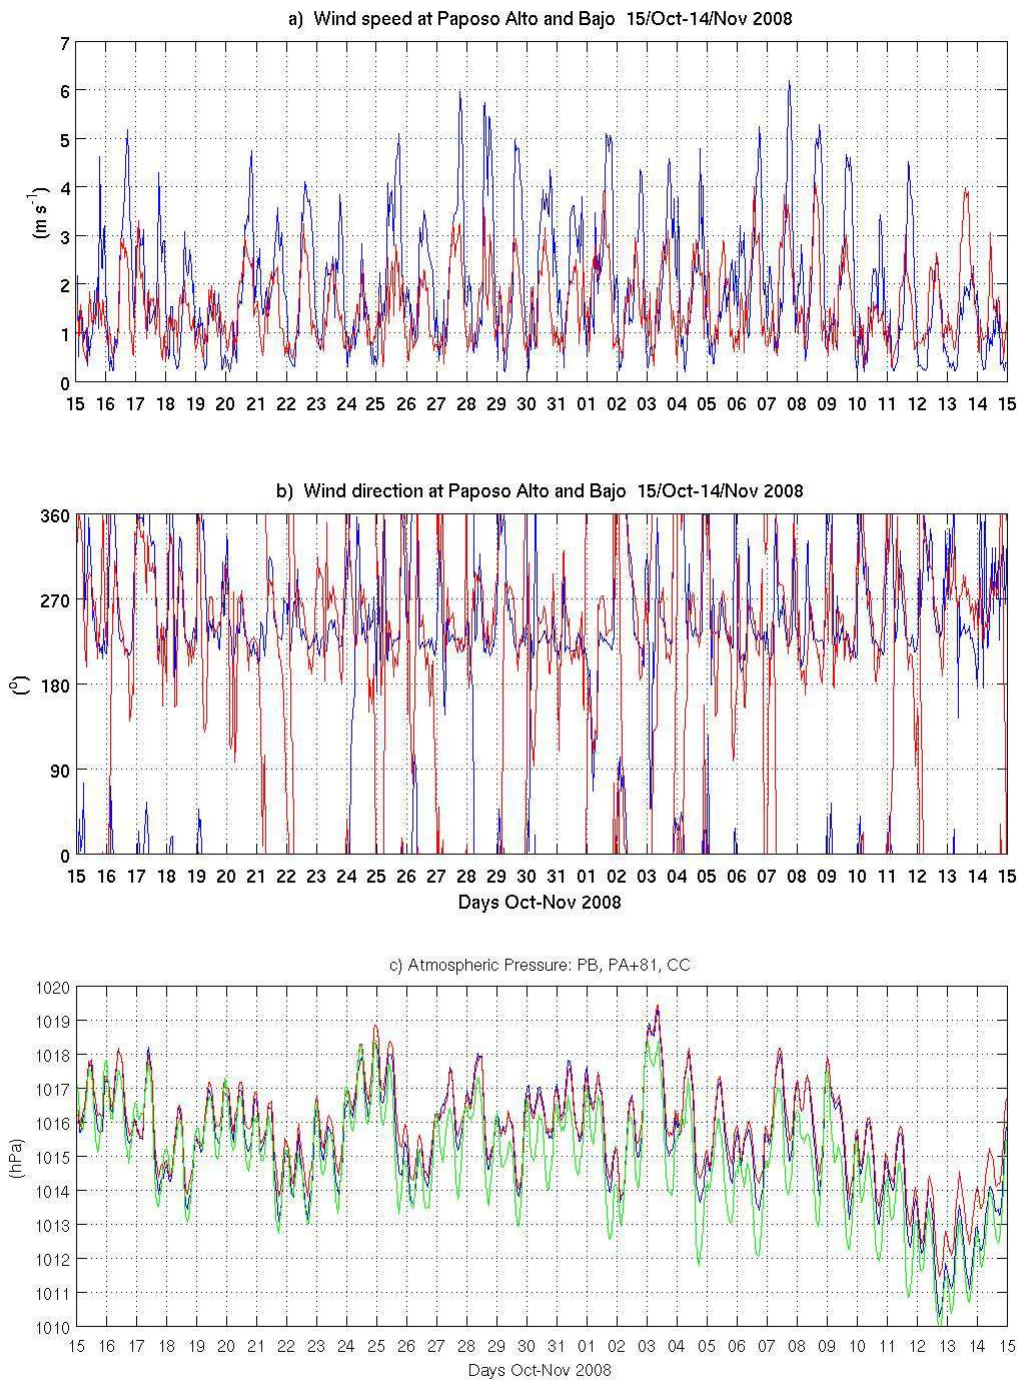 a) Wind speed at Paposo Alto and Bajo 15/Oct-14/Nov 2008
7
6
5
4
3
2
1
0
(m s⁻¹)
15 16 17 18 19 20 21 22 23 24 25 26 27 28 29 30 31 01 02 03 04 05 06 07 08 09 10 11 12 13 14 15
b) Wind direction at Paposo Alto and Bajo 15/Oct-14/Nov 2008
360
270
180
90
0
(⁰)
15 16 17 18 19 20 21 22 23 24 25 26 27 28 29 30 31 01 02 03 04 05 06 07 08 09 10 11 12 13 14 15
Days Oct-Nov 2008
c) Atmospheric Pressure: PB, PA+81, CC
1020
1019
1018
1017
1016
1015
1014
1013
1012
1011
1010
(hPa)
15 16 17 18 19 20 21 22 23 24 25 26 27 28 29 30 31 01 02 03 04 05 06 07 08 09 10 11 12 13 14 15
Days Oct-Nov 2008